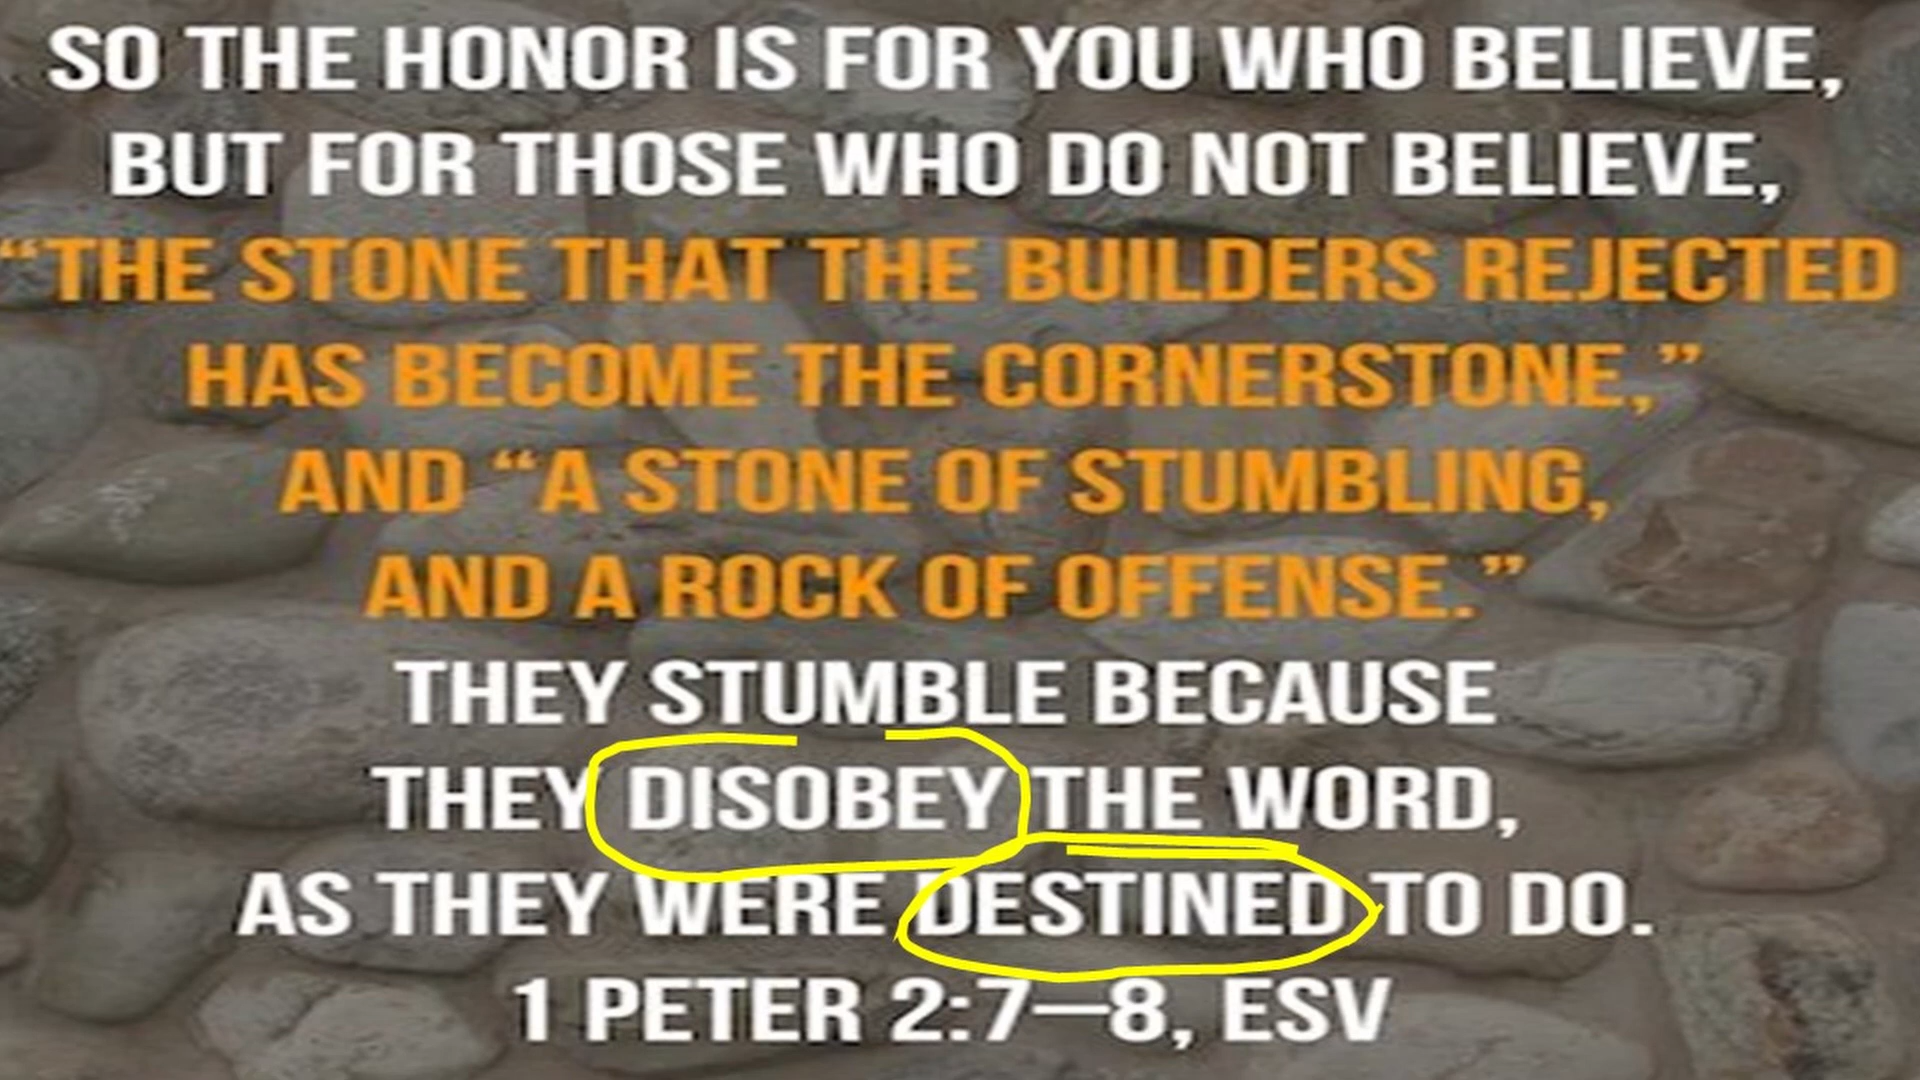 SO THE HONOR IS FOR YOU WHO BELIEVE,
BUT FOR THOSE WHO DO NOT BELIEVE,
“THE STONE THAT THE BUILDERS REJECTED
HAS BECOME THE CORNERSTONE,”
AND “A STONE OF STUMBLING,
AND A ROCK OF OFFENSE.”
THEY STUMBLE BECAUSE
THEY DISOBEY THE WORD,
AS THEY WERE DESTINED TO DO.
1 PETER 2:7–8, ESV